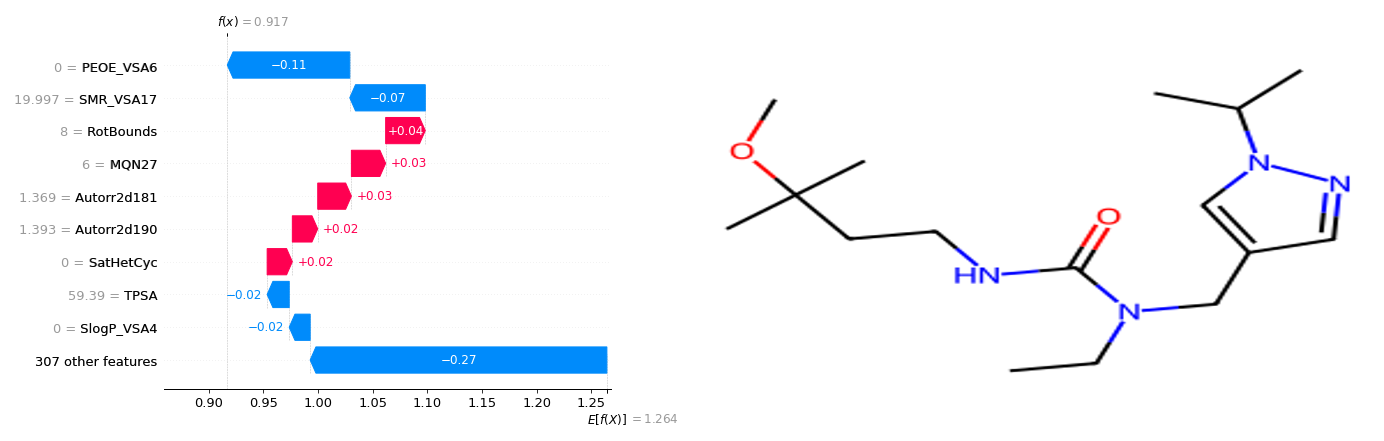 f(x) = 0.917
0 = PEOE_VSA6
−0.11
19.997 = SMR_VSA17
−0.07
8 = RotBounds
+0.04
6 = MQN27
+0.03
1.369 = Autorr2d181
+0.03
1.393 = Autorr2d190
+0.02
0 = SatHetCyc
+0.02
59.39 = TPSA
−0.02
0 = SlogP_VSA4
−0.02
307 other features
−0.27
0.90 0.95 1.00 1.05 1.10 1.15 1.20 1.25
E[f(X)] = 1.264
O
N
N
O
HN
N